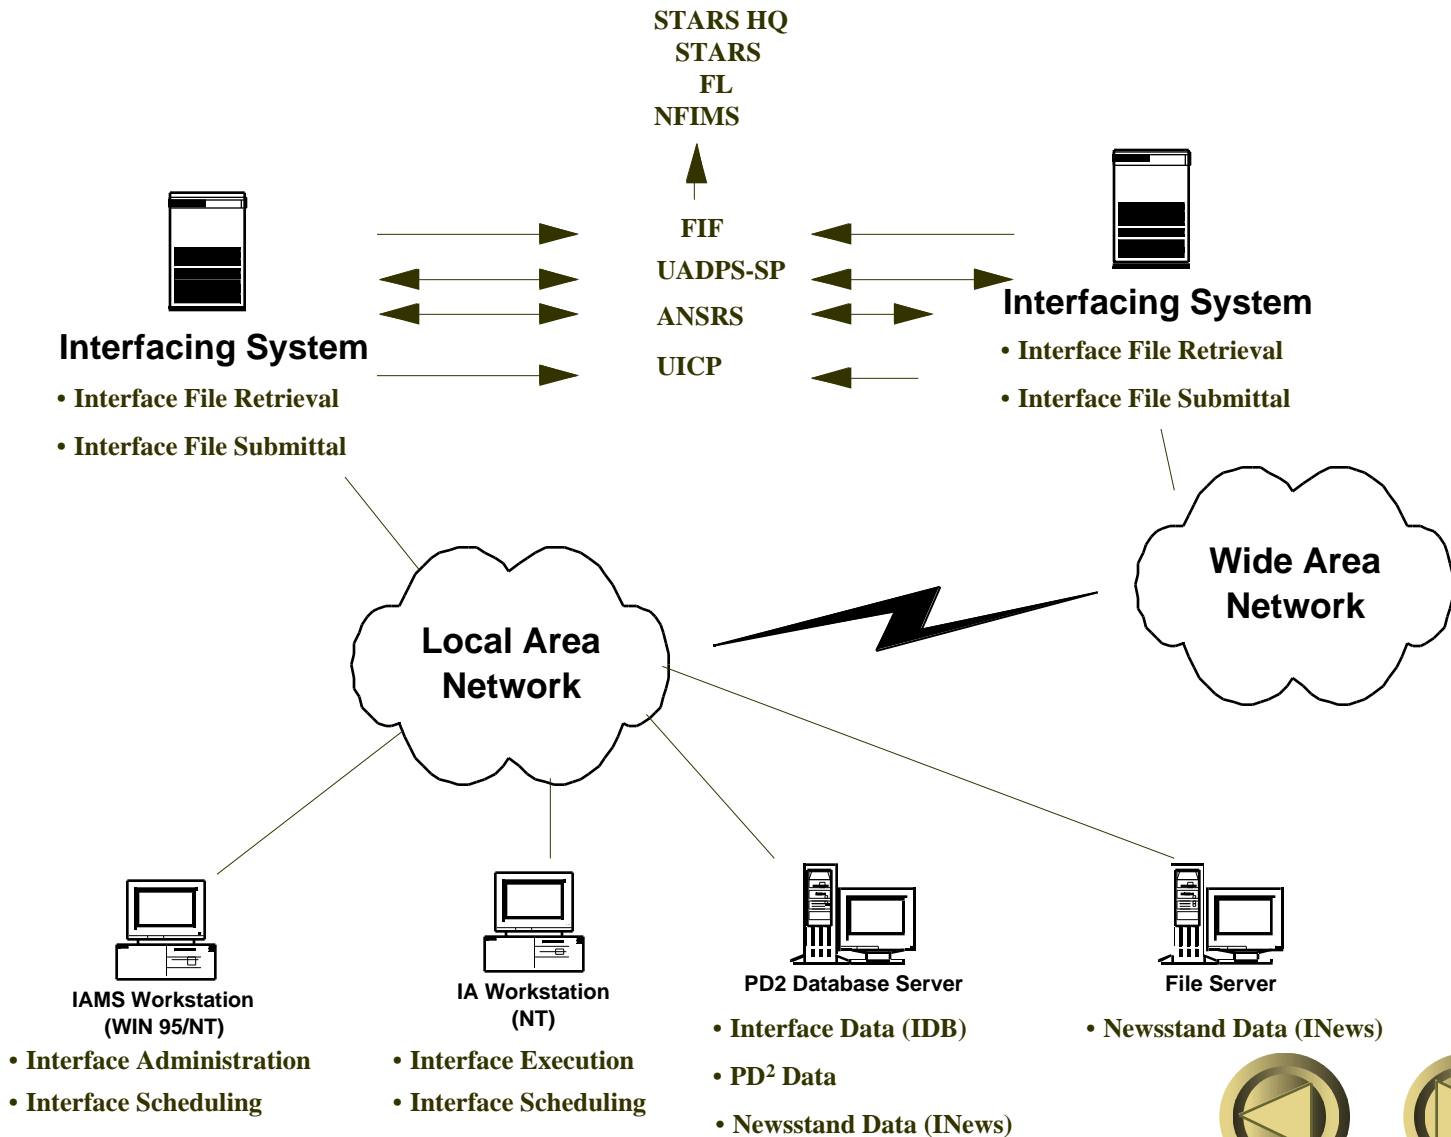 STARS HQ
STARS
FL
NFIMS
FIF
UADPS-SP
ANSRS
UICP
Interfacing System
• Interface File Retrieval
• Interface File Submittal
Interfacing System
• Interface File Retrieval
• Interface File Submittal
Local Area
Network
Wide Area
Network
IAMS Workstation
(WIN 95/NT)
• Interface Administration
• Interface Scheduling
IA Workstation
(NT)
• Interface Execution
• Interface Scheduling
PD2 Database Server
• Interface Data (IDB)
• PD² Data
• Newsstand Data (INews)
File Server
• Newsstand Data (INews)